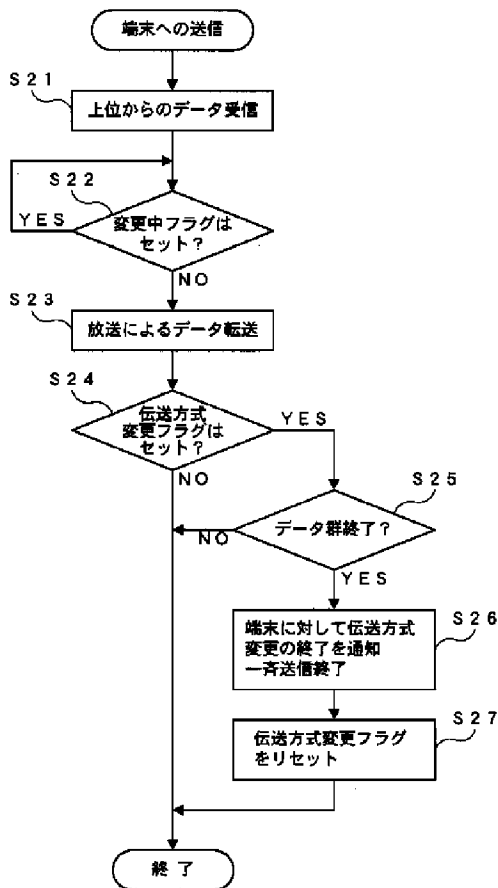 端末への送信
S21
上位からのデータ受信
S22
YES
変更中フラグは
セット？
NO
S23
放送によるデータ転送
S24
伝送方式
変更フラグは
セット？
YES
NO
S25
データ群終了？
NO
YES
S26
端末に対して伝送方式
変更の終了を通知
一斉送信終了
S27
伝送方式変更フラグ
をリセット
終了